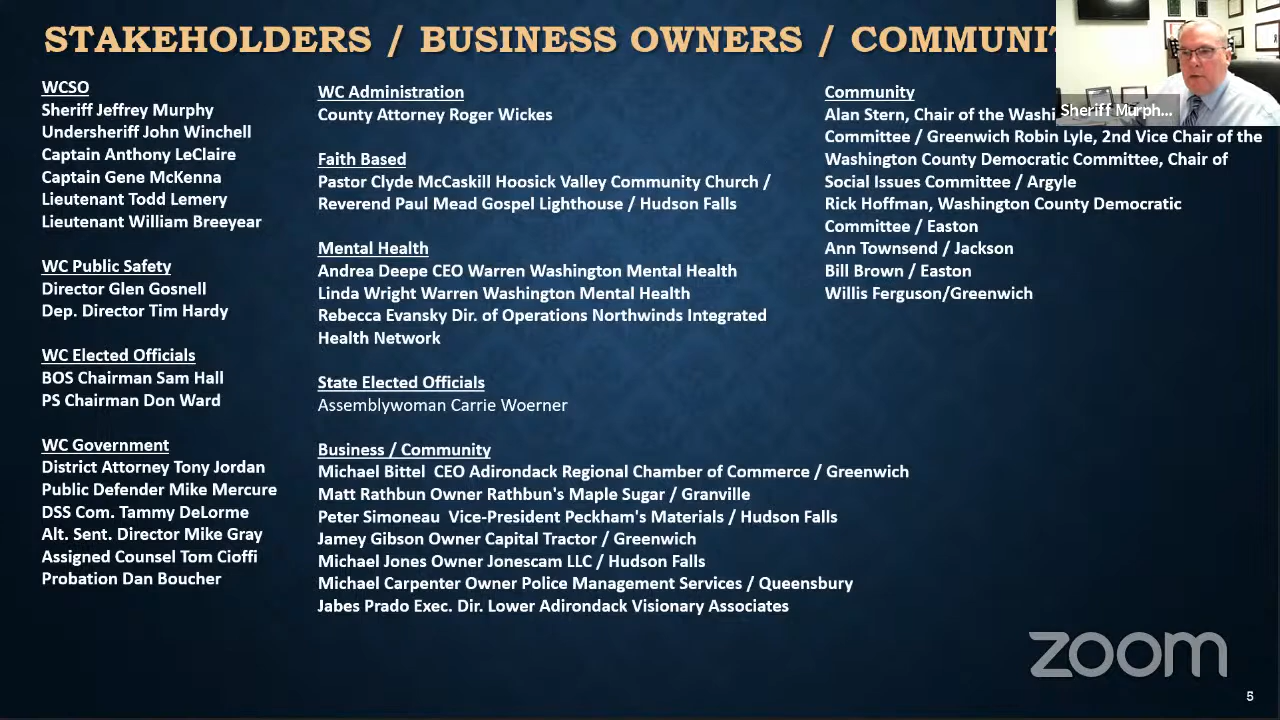 STAKEHOLDERS / BUSINESS OWNERS /
Sheriff Murph...
WCSO
Sheriff Jeffrey Murphy
Undersheriff John Winchell
Captain Anthony LeClaire
Captain Gene McKenna
Lieutenant Todd Lemery
Lieutenant William Breeyear
WC Public Safety
Director Glen Gosnell
Dep. Director Tim Hardy
WC Elected Officials
BOS Chairman Sam Hall
PS Chairman Don Ward
WC Government
District Attorney Tony Jordan
Public Defender Mike Mercure
DSS Com. Tammy DeLorme
Alt. Sent. Director Mike Gray
Assigned Counsel Tom Cioffi
Probation Dan Boucher
WC Administration
County Attorney Roger Wickes
Faith Based
Pastor Clyde McCaskill Hoosick Valley Community Church /
Reverend Paul Mead Gospel Lighthouse / Hudson Falls
Mental Health
Andrea Deepe CEO Warren Washington Mental Health
Linda Wright Warren Washington Mental Health
Rebecca Evansky Dir. of Operations Northwinds Integrated
Health Network
State Elected Officials
Assemblywoman Carrie Woerner
Business / Community
Michael Bittel CEO Adirondack Regional Chamber of Commerce / Greenwich
Matt Rathbun Owner Rathbun's Maple Sugar / Granville
Peter Simoneau Vice-President Peckham's Materials / Hudson Falls
Jamey Gibson Owner Capital Tractor / Greenwich
Michael Jones Owner Jonescam LLC / Hudson Falls
Michael Carpenter Owner Police Management Services / Queensbury
Jabes Prado Exec. Dir. Lower Adirondack Visionary Associates
Community
Alan Stern, Chair of the
Committee / Greenwich Robin Lyle, 2nd Vice Chair of the
Washington County Democratic Committee, Chair of
Social Issues Committee / Argyle
Rick Hoffman, Washington County Democratic
Committee / Easton
Ann Townsend / Jackson
Bill Brown / Easton
Willis Ferguson/Greenwich
zoom
5